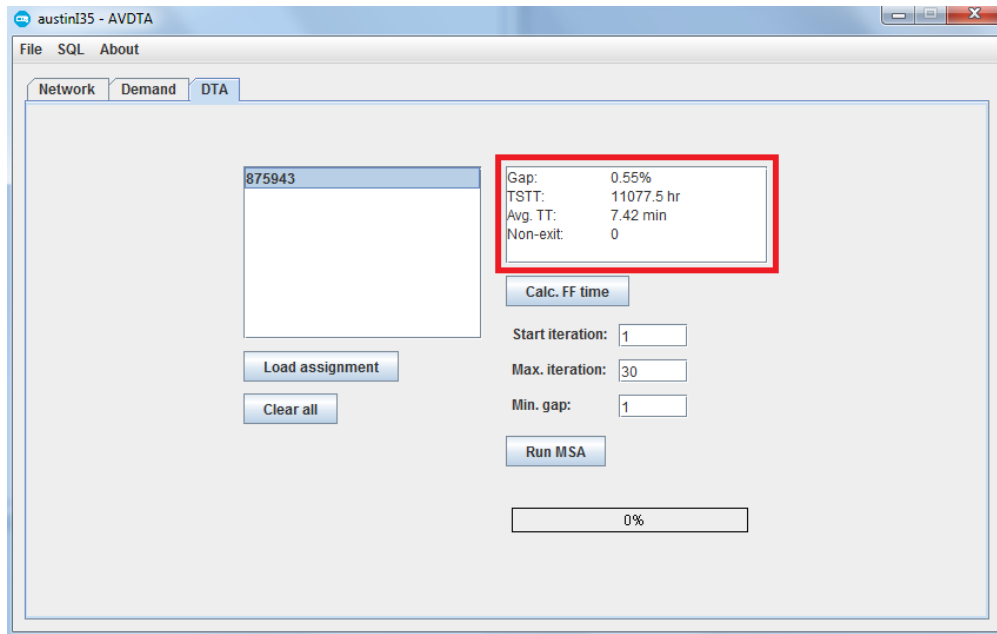 austinI35 - AVDTA
File SQL About
Network Demand DTA
875943
Gap: 0.55%
TSTT: 11077.5 hr
Avg. TT: 7.42 min
Non-exit: 0
Calc. FF time
Start iteration: 1
Load assignment
Max. iteration: 30
Clear all
Min. gap: 1
Run MSA
0%